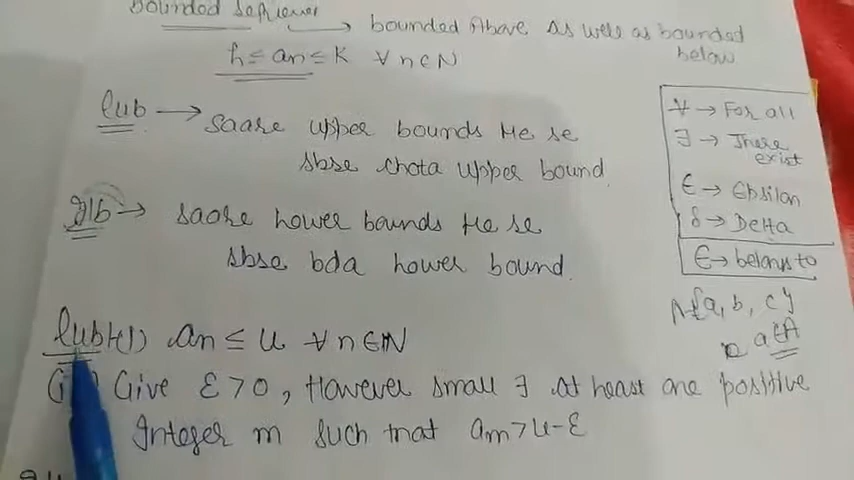 bounded Sequence
→ bounded Above as well as bounded below
h ≤ an ≤ K ∀ n ∈ N
lub → saare upper bounds me se
sbse chota upper bound
glb → saare lower bounds me se
sbse bda lower bound.
∀ → For all
∃ → There exist
ϵ → Epsilon
δ → Delta
∈ → belongs to
A {a, b, c}
a ∈ A
lub → (i) an ≤ u ∀ n ∈ N
Give ε > 0, However small ∃ at least one positive
Integer m such that am > u - ε